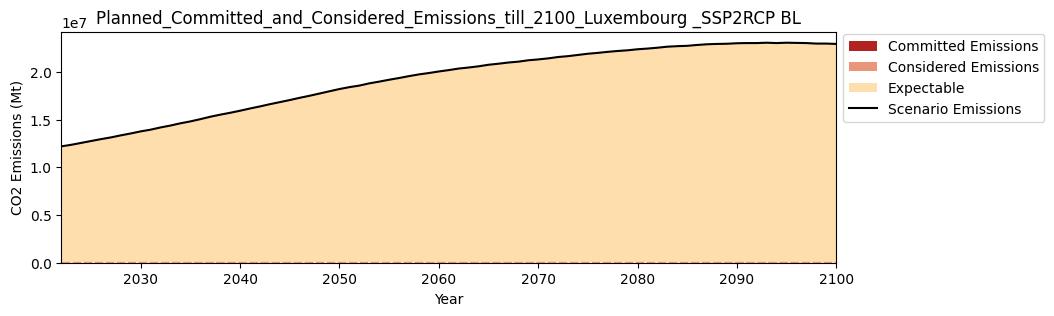 Planned_Committed_and_Considered_Emissions_till_2100_Luxembourg _SSP2RCP BL
1e7
2.0
1.5
1.0
0.5
0.0
CO2 Emissions (Mt)
2030 2040 2050 2060 2070 2080 2090 2100
Year
Committed Emissions
Considered Emissions
Expectable
Scenario Emissions